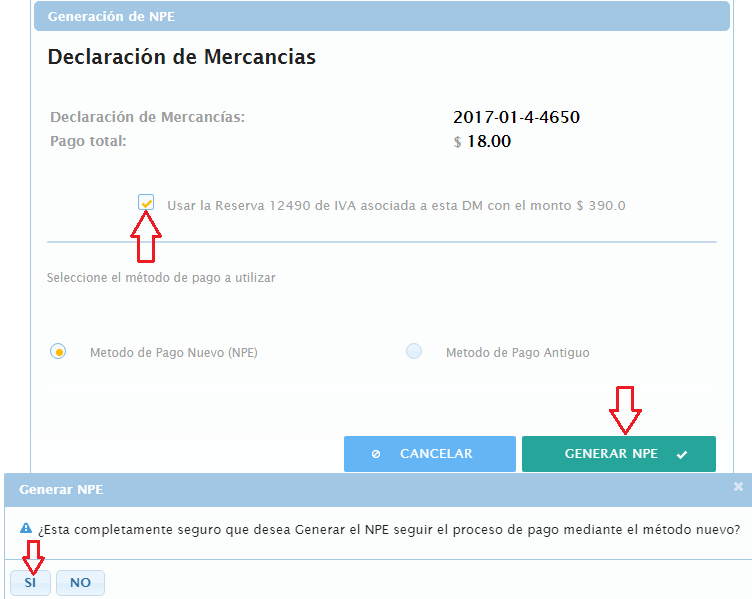 Generación de NPE
Declaración de Mercancias
Declaración de Mercancías: 2017-01-4-4650
Pago total: $ 18.00
Usar la Reserva 12490 de IVA asociada a esta DM con el monto $ 390.0
Seleccione el método de pago a utilizar
Metodo de Pago Nuevo (NPE) Metodo de Pago Antiguo
CANCELAR GENERAR NPE
Generar NPE
¿Esta completamente seguro que desea Generar el NPE seguir el proceso de pago mediante el método nuevo?
SI NO